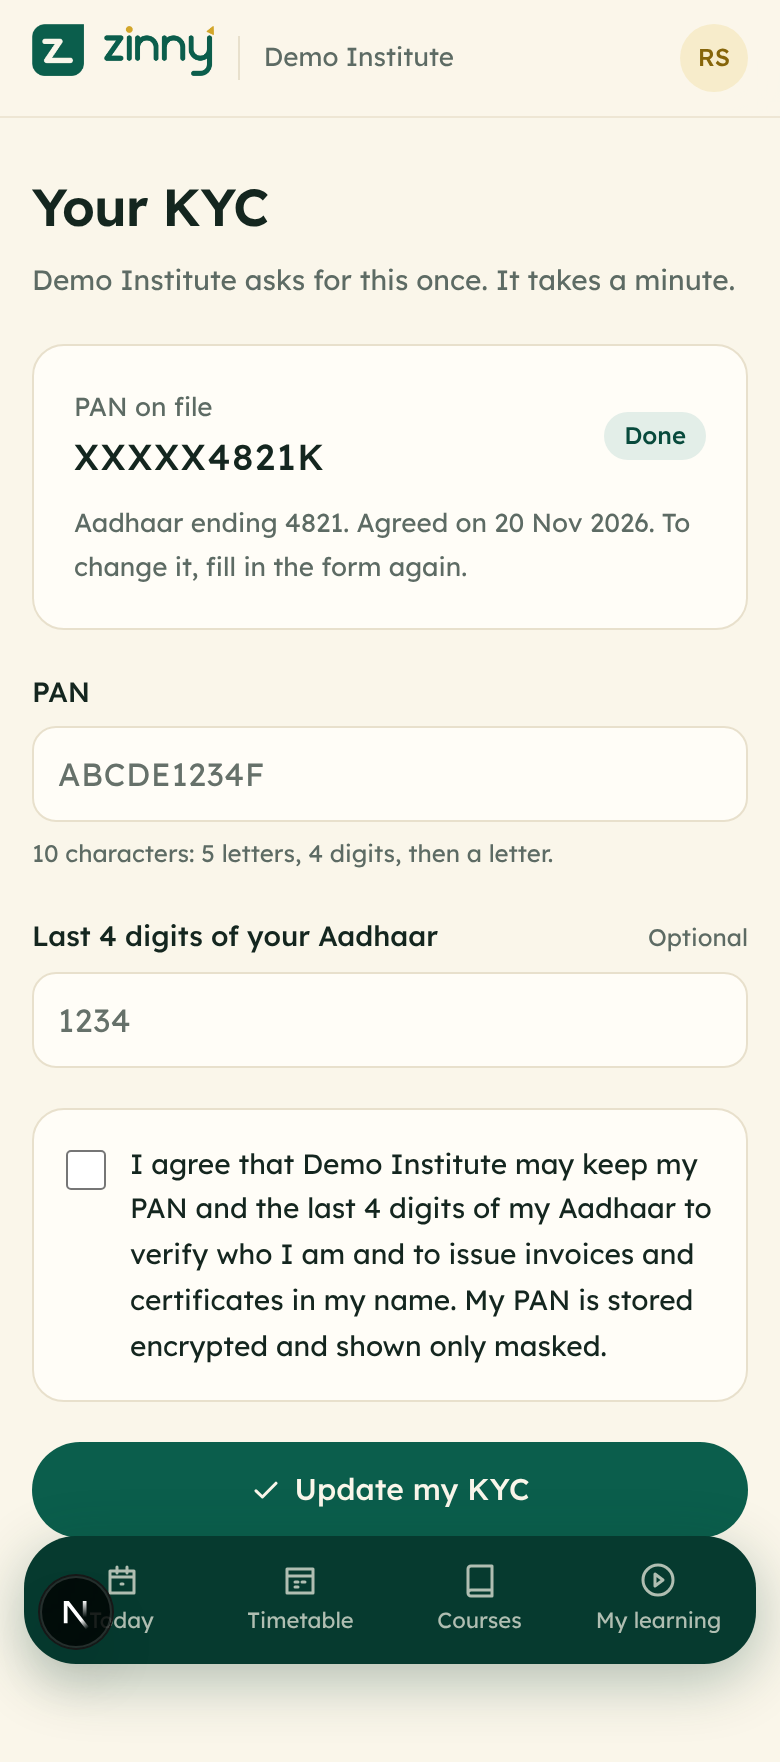 zinny
Demo Institute
RS
Your KYC
Demo Institute asks for this once. It takes a minute.
PAN on file
XXXXX4821K
Done
Aadhaar ending 4821. Agreed on 20 Nov 2026. To
change it, fill in the form again.
PAN
ABCDE1234F
10 characters: 5 letters, 4 digits, then a letter.
Last 4 digits of your Aadhaar
Optional
1234
I agree that Demo Institute may keep my
PAN and the last 4 digits of my Aadhaar to
verify who I am and to issue invoices and
certificates in my name. My PAN is stored
encrypted and shown only masked.
Update my KYC
N
Today
Timetable
Courses
My learning